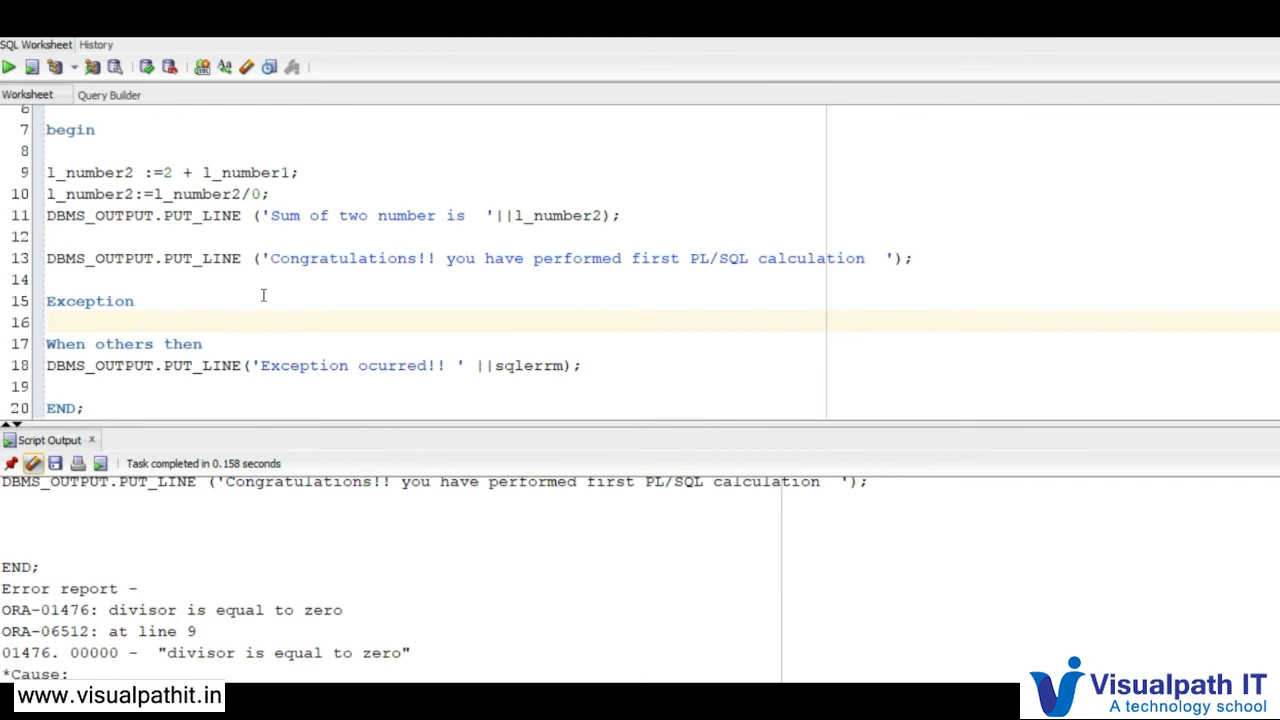 SQL Worksheet History
Worksheet Query Builder
6
7 begin
8
9 l_number2 :=2 + l_number1;
10 l_number2:=l_number2/0;
11 DBMS_OUTPUT.PUT_LINE ('Sum of two number is  '||l_number2);
12
13 DBMS_OUTPUT.PUT_LINE ('Congratulations!! you have performed first PL/SQL calculation  ');
14
15 Exception
16
17 When others then
18 DBMS_OUTPUT.PUT_LINE('Exception ocurred!! ' ||sqlerrm);
19
20 END;
Script Output x
Task completed in 0.158 seconds
DBMS_OUTPUT.PUT_LINE ('Congratulations!! you have performed first PL/SQL calculation  ');
END;
Error report -
ORA-01476: divisor is equal to zero
ORA-06512: at line 9
01476. 00000 -  "divisor is equal to zero"
*Cause:
www.visualpathit.in
Visualpath IT
A technology school